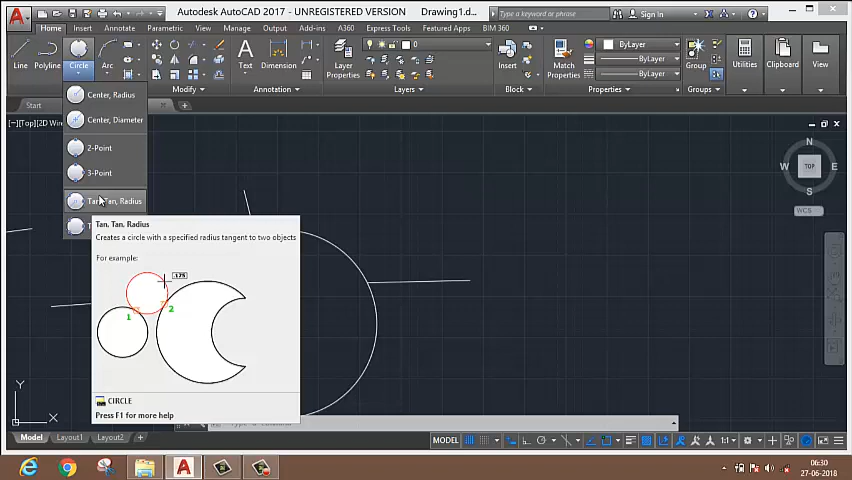 Autodesk AutoCAD 2017 - UNREGISTERED VERSION Drawing1.d...
Type a keyword or phrase
Sign In
Home Insert Annotate Parametric View Manage Output Add-ins A360 Express Tools Featured Apps BIM 360
Line Polyline Circle Arc
Text Dimension
Layer
Properties
0
Insert
ByLayer
ByLayer
ByLayer
Group
Utilities
Clipboard
View
Modify
Layers
Properties
Groups
Start
[−][Top][2D Wire
Center, Radius
Center, Diameter
2-Point
3-Point
Tan, Tan, Radius
Tan, Tan, Radius
Creates a circle with a specified radius tangent to two objects
For example:
.175
1
2
CIRCLE
Press F1 for more help
N
W TOP E
S
WCS
Y
X
Model Layout1 Layout2
MODEL
1:1
06:30
27-06-2018